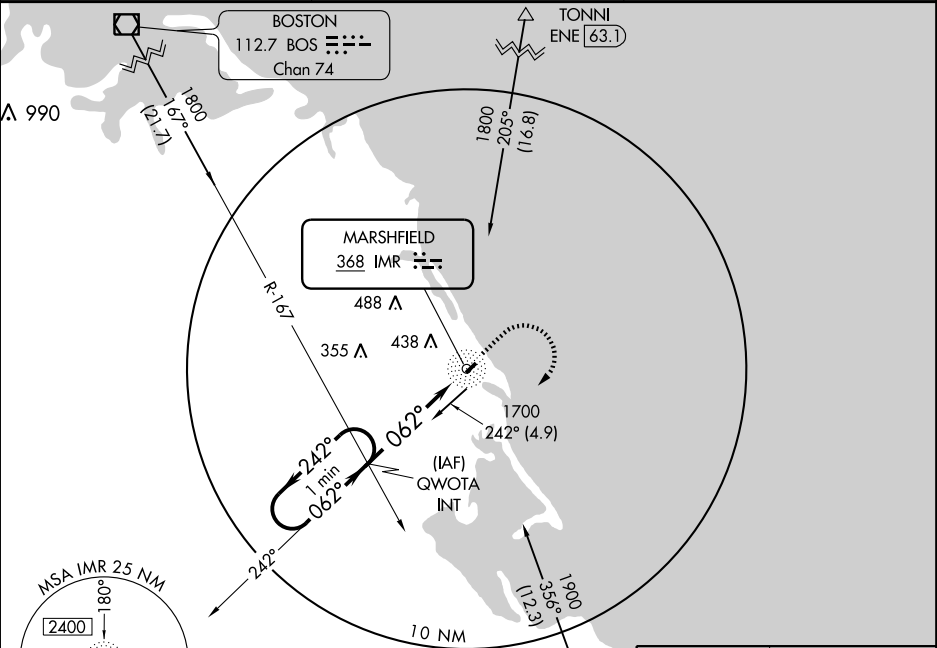 BOSTON
112.7 BOS
Chan 74
TONNI
ENE 63.1
990
1800
167°
(21.7)
1800
205°
(16.8)
MARSHFIELD
368 IMR
R-167
488
438
355
062°
1700
242° (4.9)
242°
1 min
062°
(IAF)
QWOTA
INT
242°
MSA IMR 25 NM
180°
2400
1900
356°
(12.3)
10 NM